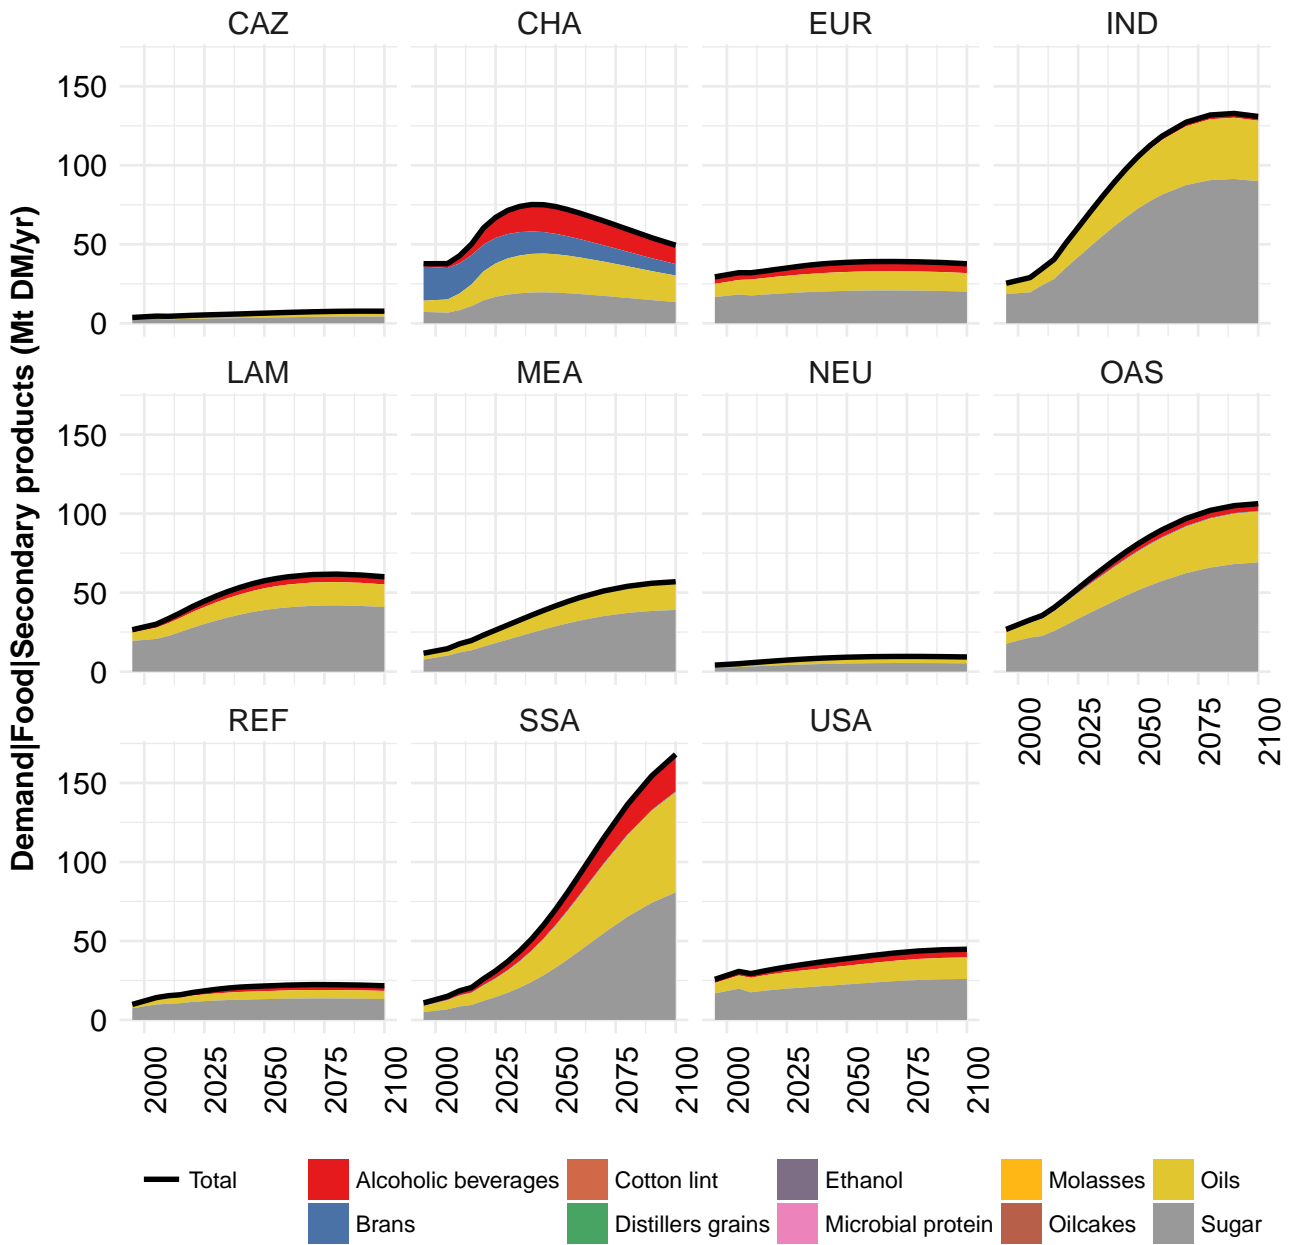 CAZ CHA EUR IND
150
100
50
0
LAM MEA NEU OAS
150
100
50
0
2000 2025 2050 2075 2100
REF SSA USA
150
100
50
0
2000 2025 2050 2075 2100
2000 2025 2050 2075 2100
2000 2025 2050 2075 2100
Demand|Food|Secondary products (Mt DM/yr)
Total
Alcoholic beverages Cotton lint Ethanol Molasses Oils
Brans Distillers grains Microbial protein Oilcakes Sugar